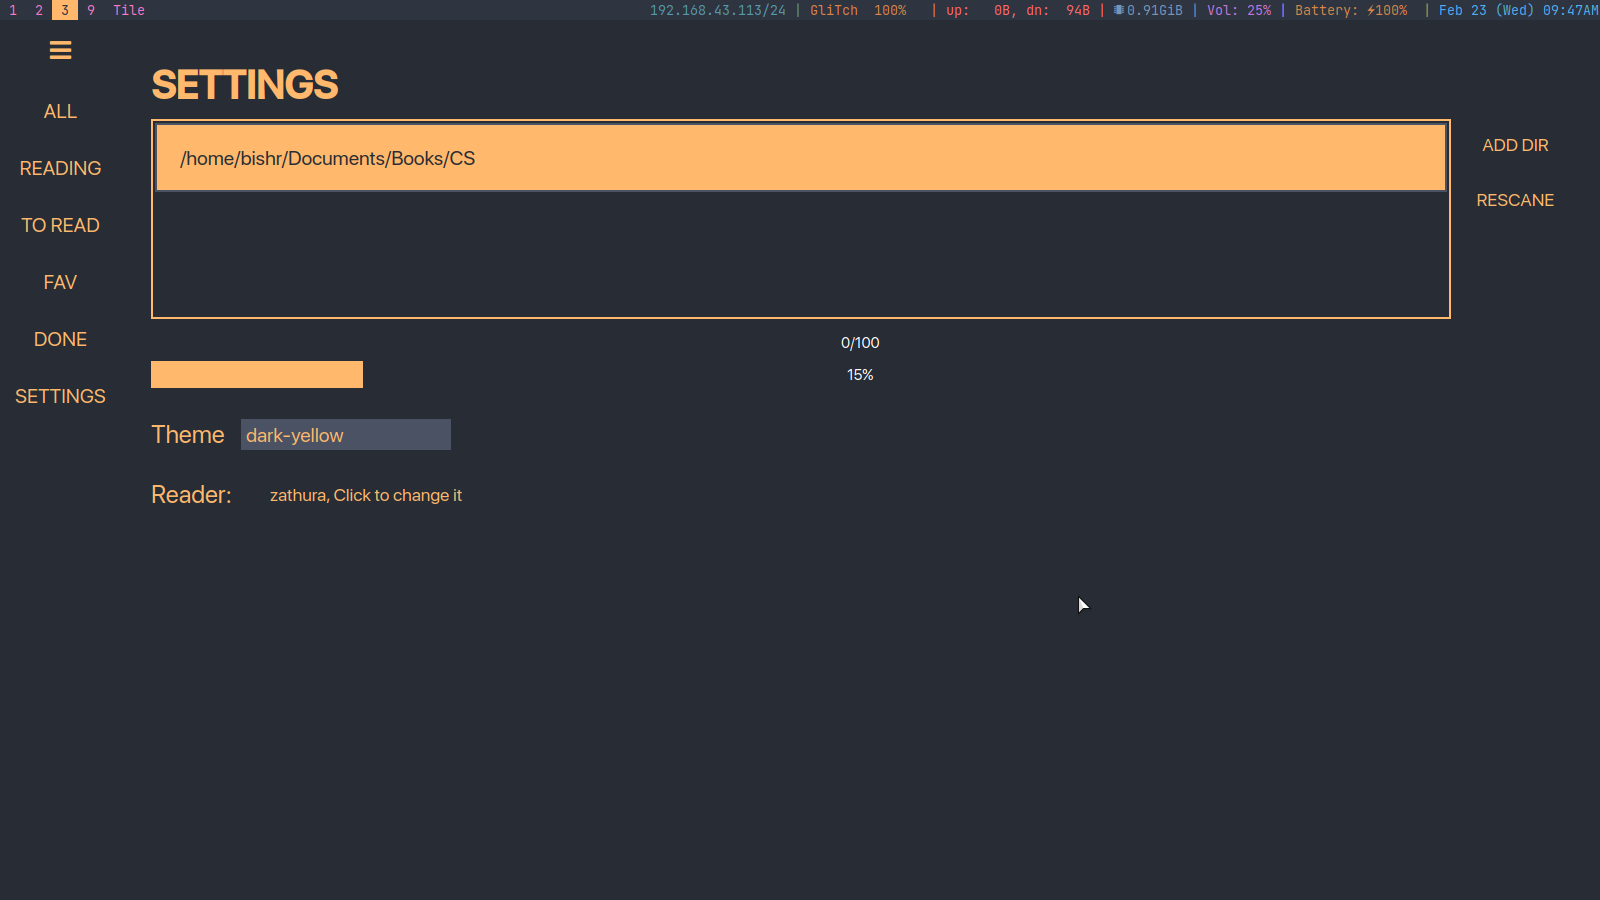 1 2 3 9 Tile 192.168.43.113/24 | GliTch 100% | up: 0B, dn: 94B | 0.91GiB | Vol: 25% | Battery: ⚡100% | Feb 23 (Wed) 09:47AM
SETTINGS
ALL
READING
TO READ
FAV
DONE
SETTINGS
/home/bishr/Documents/Books/CS
ADD DIR
RESCANE
0/100
15%
Theme dark-yellow
Reader: zathura, Click to change it